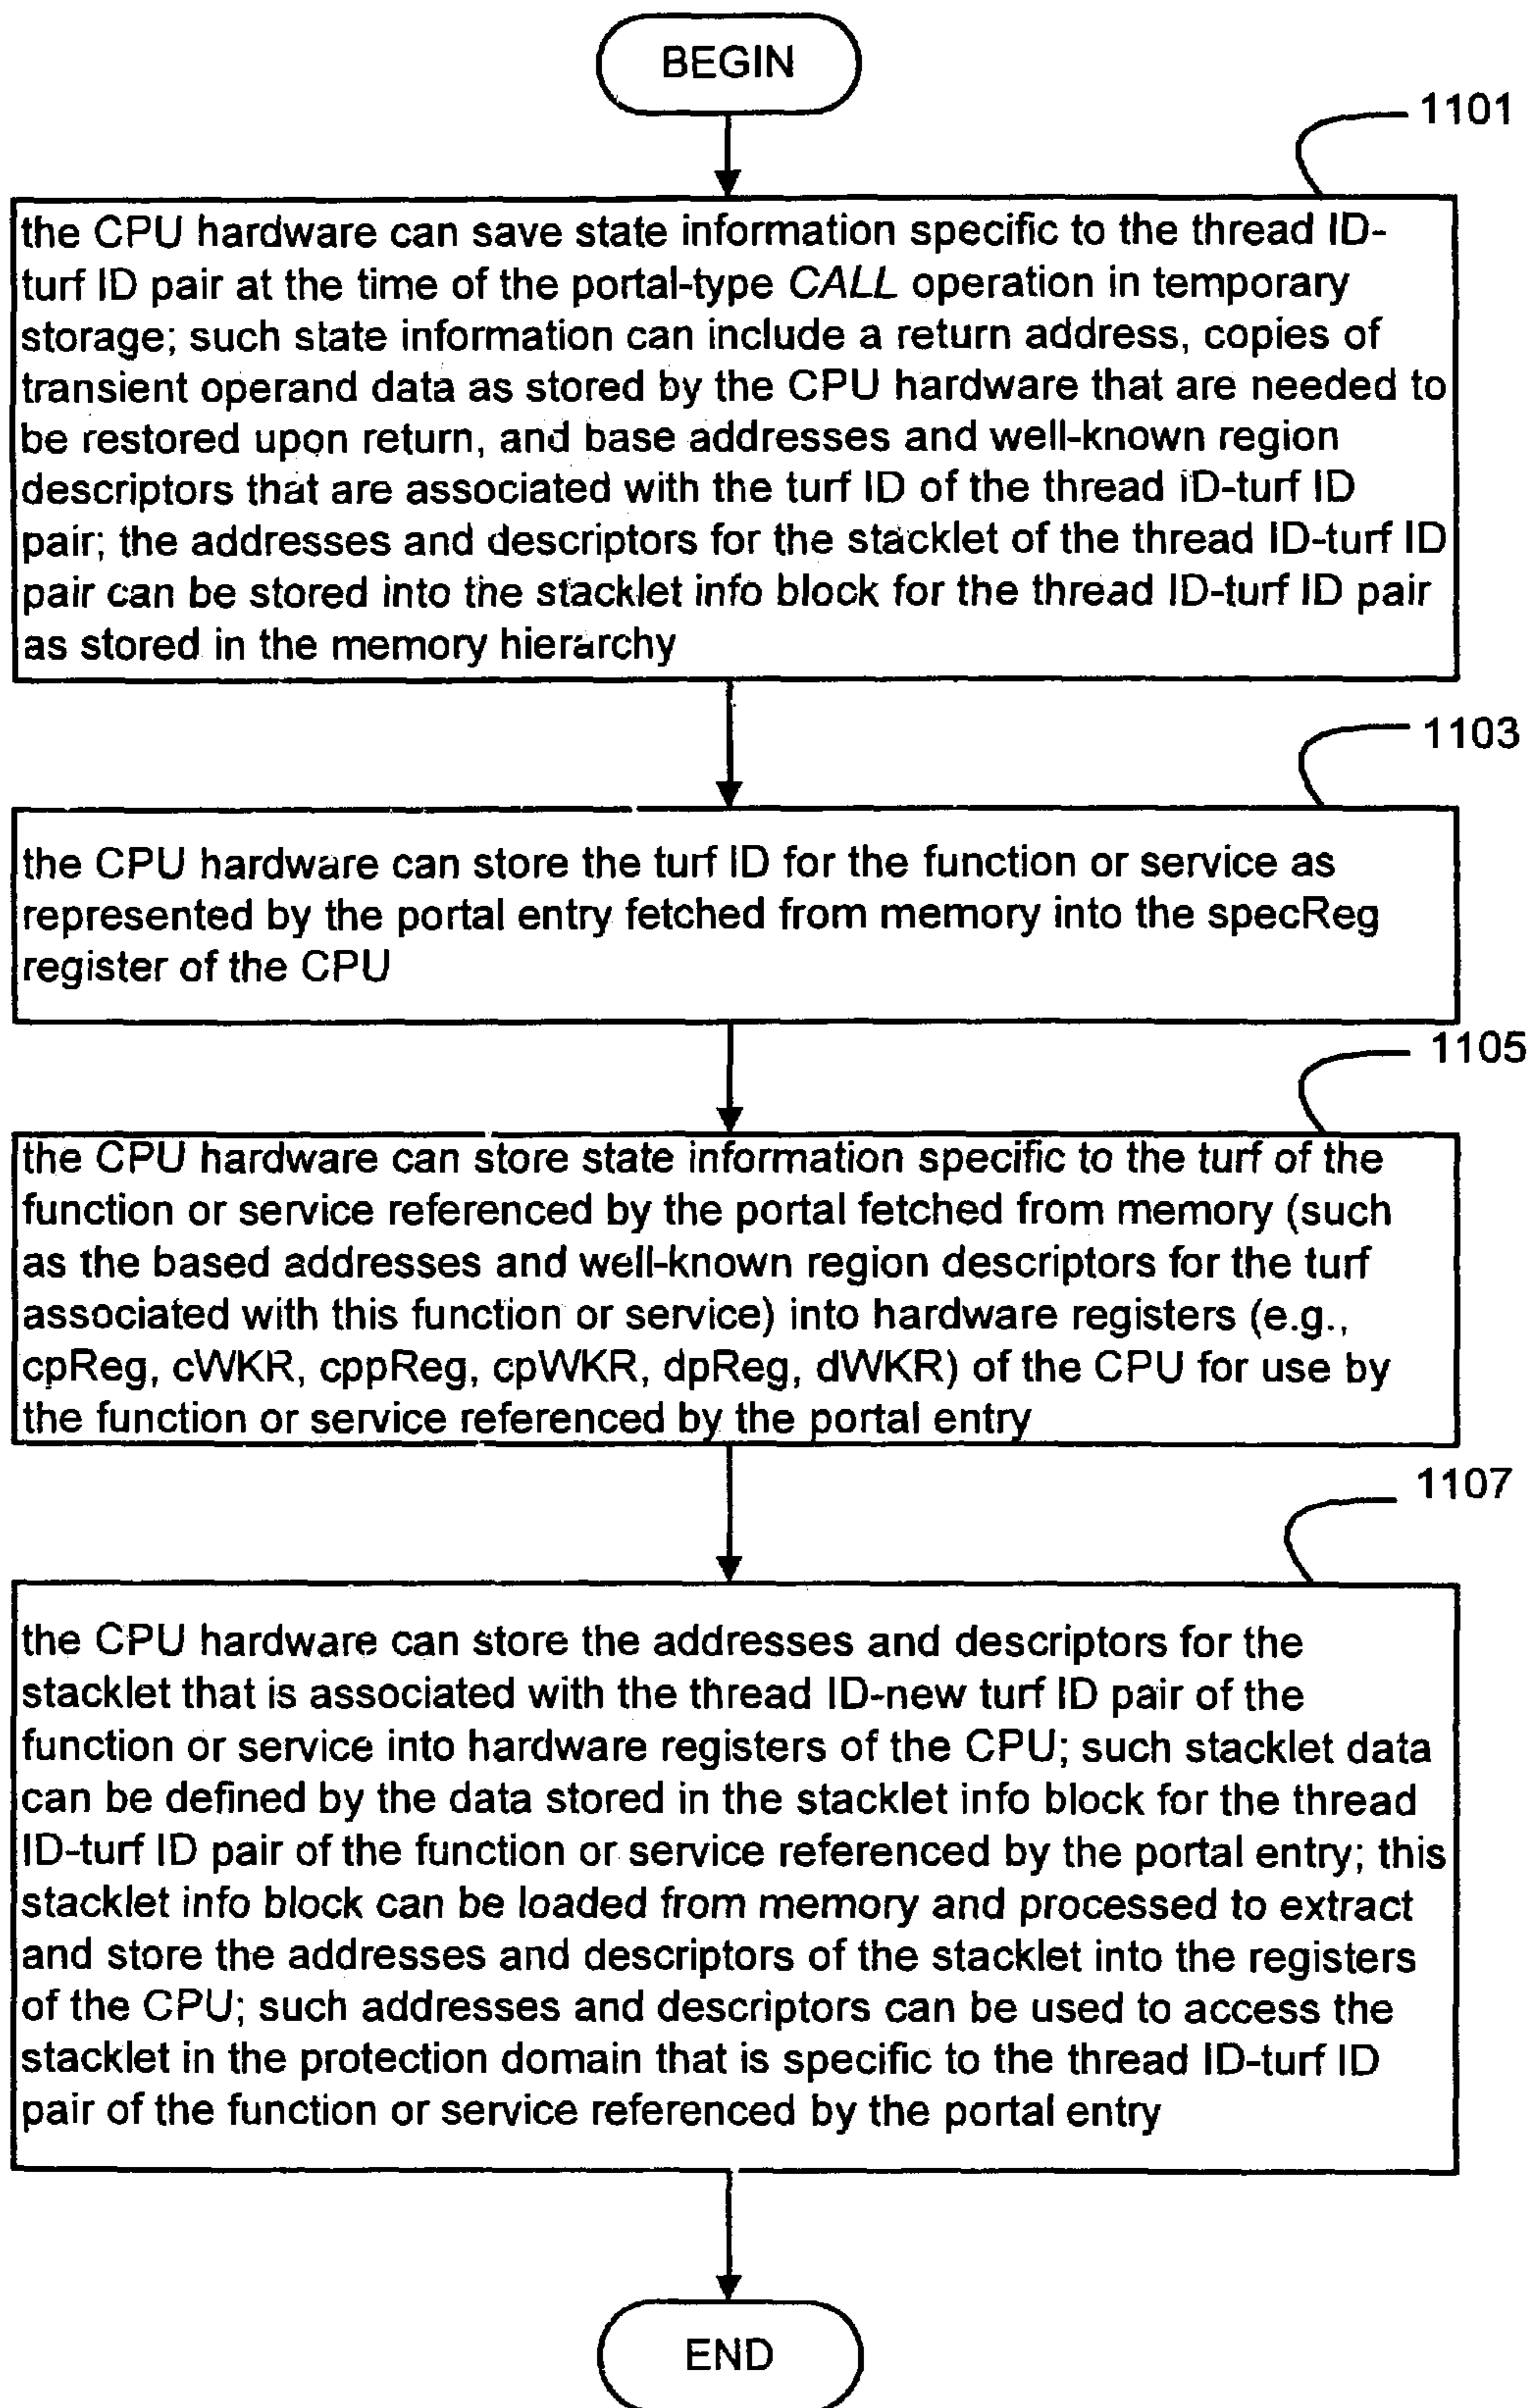 BEGIN
1101
the CPU hardware can save state information specific to the thread ID-
turf ID pair at the time of the portal-type CALL operation in temporary
storage; such state information can include a return address, copies of
transient operand data as stored by the CPU hardware that are needed to
be restored upon return, and base addresses and well-known region
descriptors that are associated with the turf ID of the thread ID-turf ID
pair; the addresses and descriptors for the stacklet of the thread ID-turf ID
pair can be stored into the stacklet info block for the thread ID-turf ID pair
as stored in the memory hierarchy
1103
the CPU hardware can store the turf ID for the function or service as
represented by the portal entry fetched from memory into the specReg
register of the CPU
1105
the CPU hardware can store state information specific to the turf of the
function or service referenced by the portal fetched from memory (such
as the based addresses and well-known region descriptors for the turf
associated with this function or service) into hardware registers (e.g.,
cpReg, cWKR, cppReg, cpWKR, dpReg, dWKR) of the CPU for use by
the function or service referenced by the portal entry
1107
the CPU hardware can store the addresses and descriptors for the
stacklet that is associated with the thread ID-new turf ID pair of the
function or service into hardware registers of the CPU; such stacklet data
can be defined by the data stored in the stacklet info block for the thread
ID-turf ID pair of the function or service referenced by the portal entry; this
stacklet info block can be loaded from memory and processed to extract
and store the addresses and descriptors of the stacklet into the registers
of the CPU; such addresses and descriptors can be used to access the
stacklet in the protection domain that is specific to the thread ID-turf ID
pair of the function or service referenced by the portal entry
END